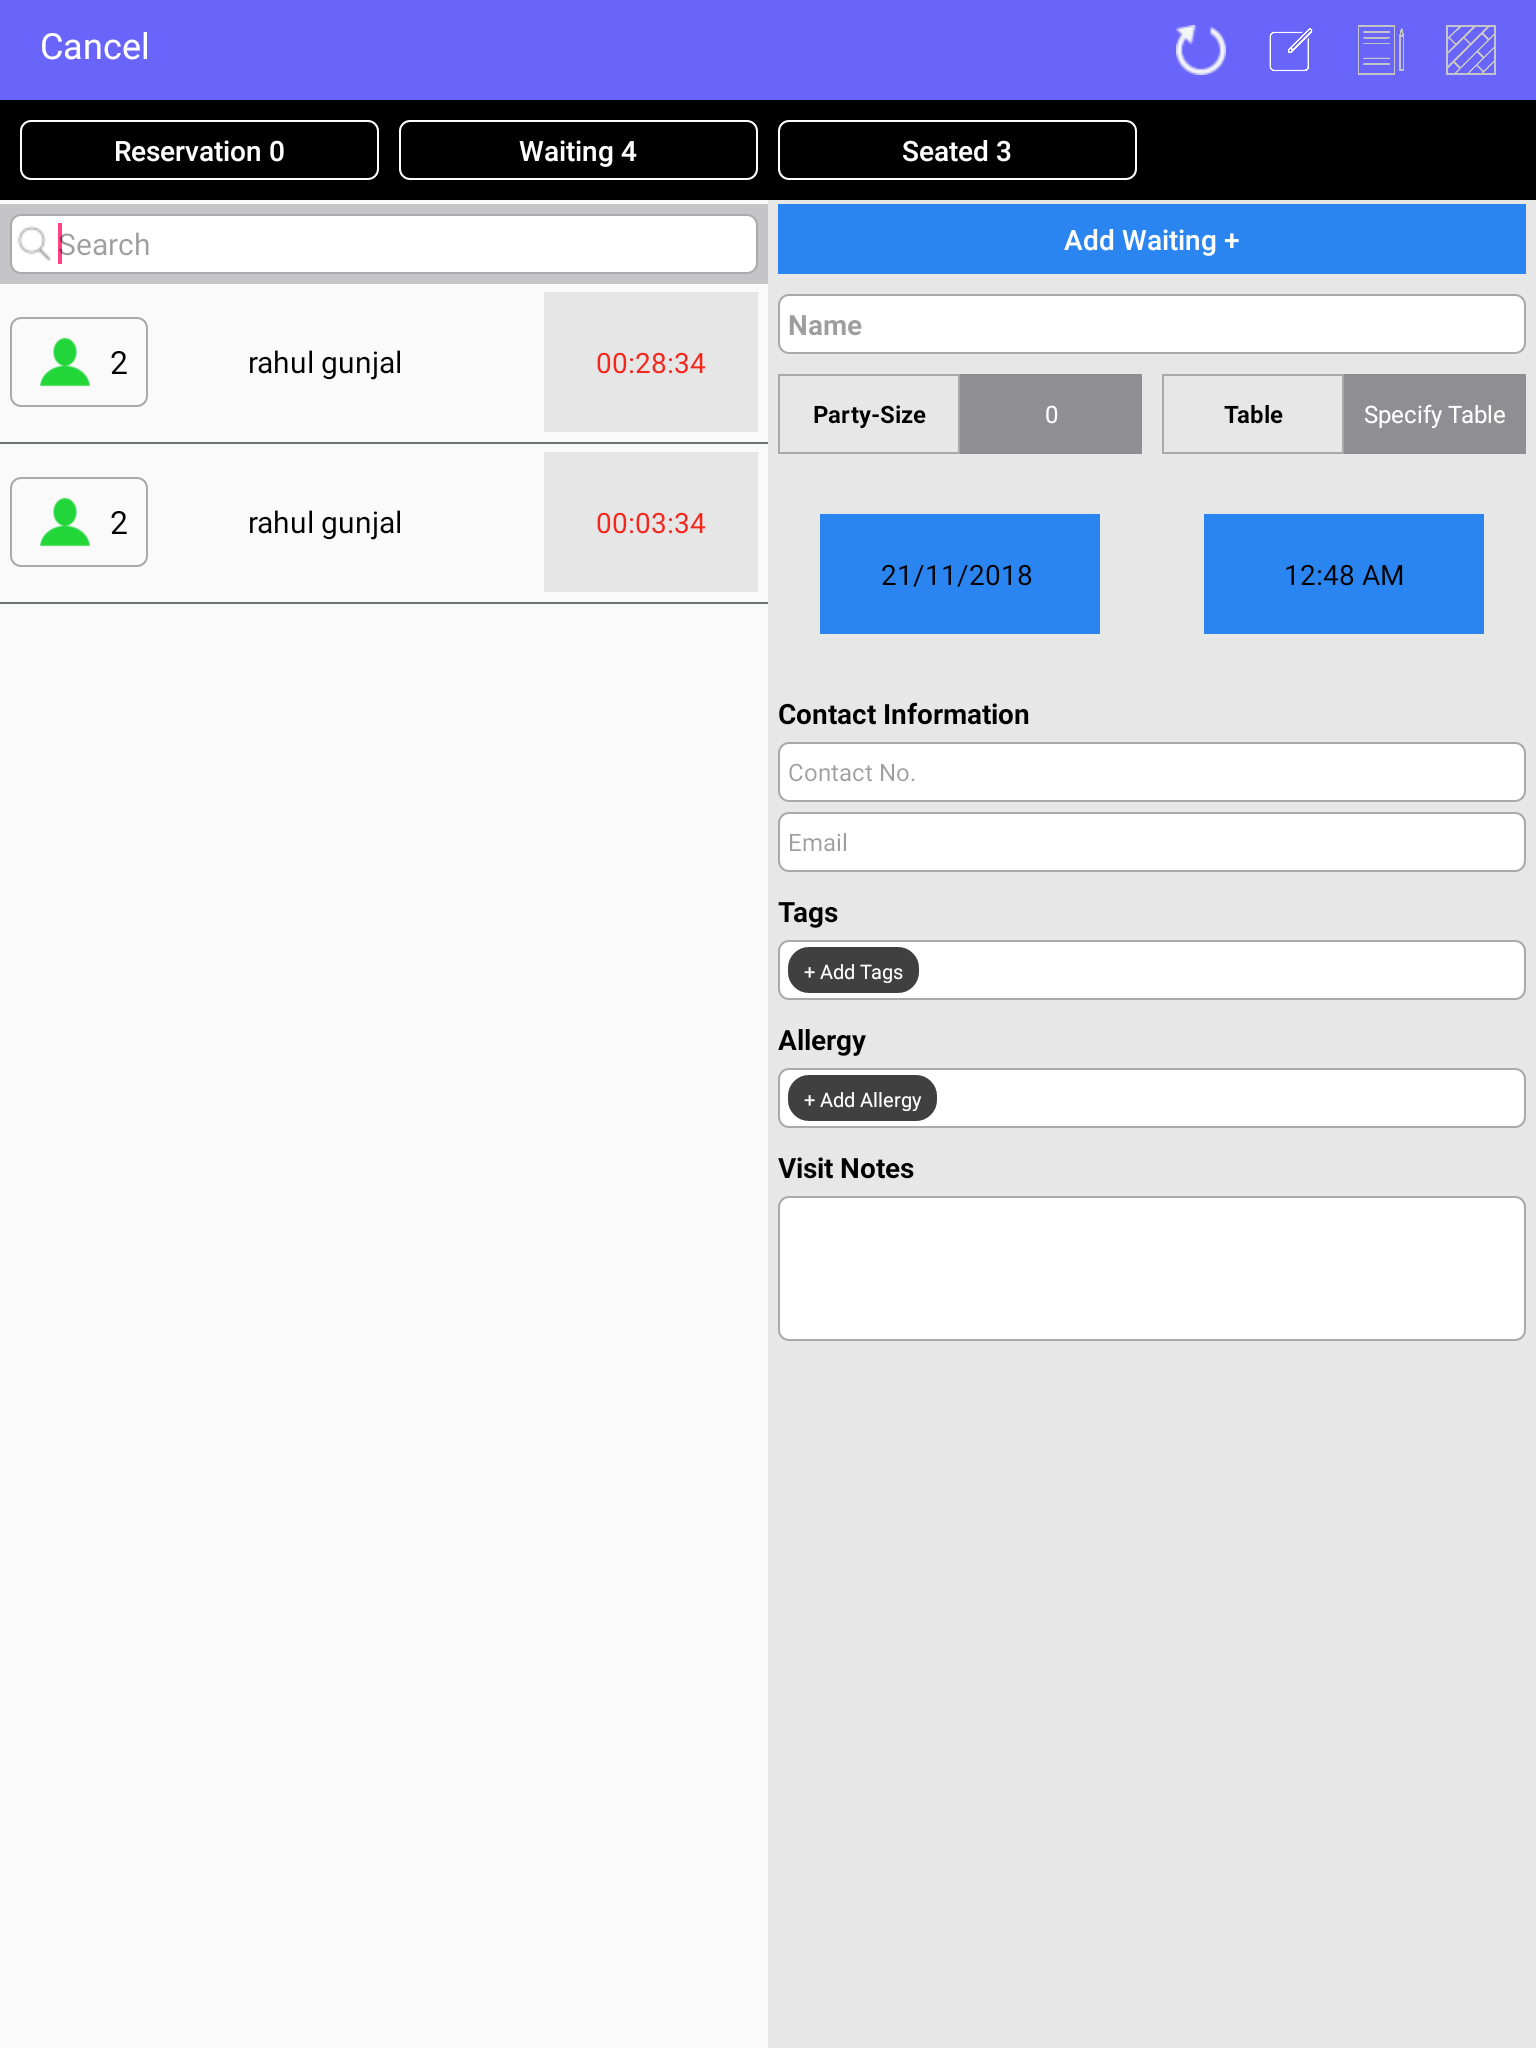 Cancel
Reservation 0
Waiting 4
Seated 3
Search
2
rahul gunjal
00:28:34
2
rahul gunjal
00:03:34
Add Waiting +
Name
Party-Size
0
Table
Specify Table
21/11/2018
12:48 AM
Contact Information
Contact No.
Email
Tags
+ Add Tags
Allergy
+ Add Allergy
Visit Notes